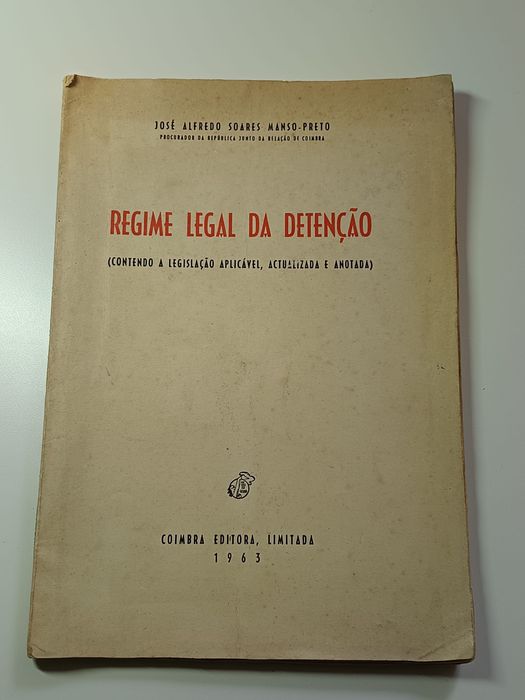 JOSÉ ALFREDO SOARES MANSO-PRETO
PROCURADOR DA REPÚBLICA JUNTO DA RELAÇÃO DE COIMBRA
REGIME LEGAL DA DETENÇÃO
(CONTENDO A LEGISLAÇÃO APLICÁVEL, ACTUALIZADA E ANOTADA)
COIMBRA EDITORA, LIMITADA
1963